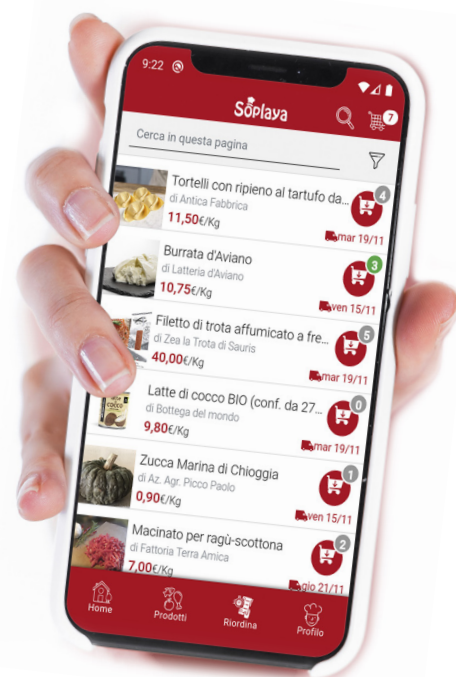 9:22
Soplaya
7
Cerca in questa pagina
Tortelli con ripieno al tartufo da...
4
di Antica Fabbrica
11,50€/Kg
mar 19/11
Burrata d'Aviano
3
di Latteria d'Aviano
10,75€/Kg
ven 15/11
Filetto di trota affumicato a fre...
5
di Zea la Trota di Sauris
40,00€/Kg
mar 19/11
Latte di cocco BIO (conf. da 27...
0
di Bottega del mondo
9,80€/Kg
mar 19/11
COCCO
Zucca Marina di Chioggia
1
di Az. Agr. Picco Paolo
0,90€/Kg
ven 15/11
Macinato per ragù-scottona
2
di Fattoria Terra Amica
7,00€/Kg
gio 21/11
Home
Prodotti
Riordina
Profilo